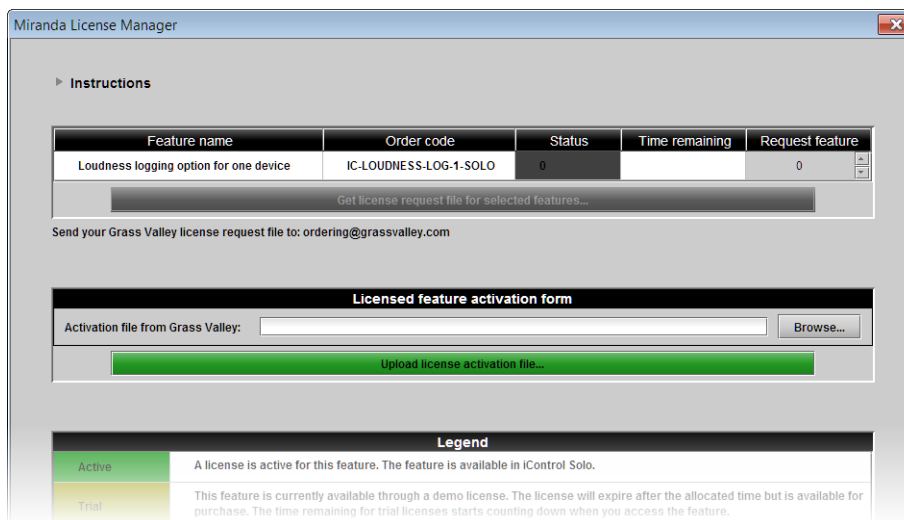 Miranda License Manager
Instructions
Feature name Order code Status Time remaining Request feature
Loudness logging option for one device IC-LOUDNESS-LOG-1-SOLO 0 0
Get license request file for selected features...
Send your Grass Valley license request file to: ordering@grassvalley.com
Licensed feature activation form
Activation file from Grass Valley: Browse...
Upload license activation file...
Legend
Active A license is active for this feature. The feature is available in iControl Solo.
Trial This feature is currently available through a demo license. The license will expire after the allocated time but is available for
purchase. The time remaining for trial licenses starts counting down when you access the feature.